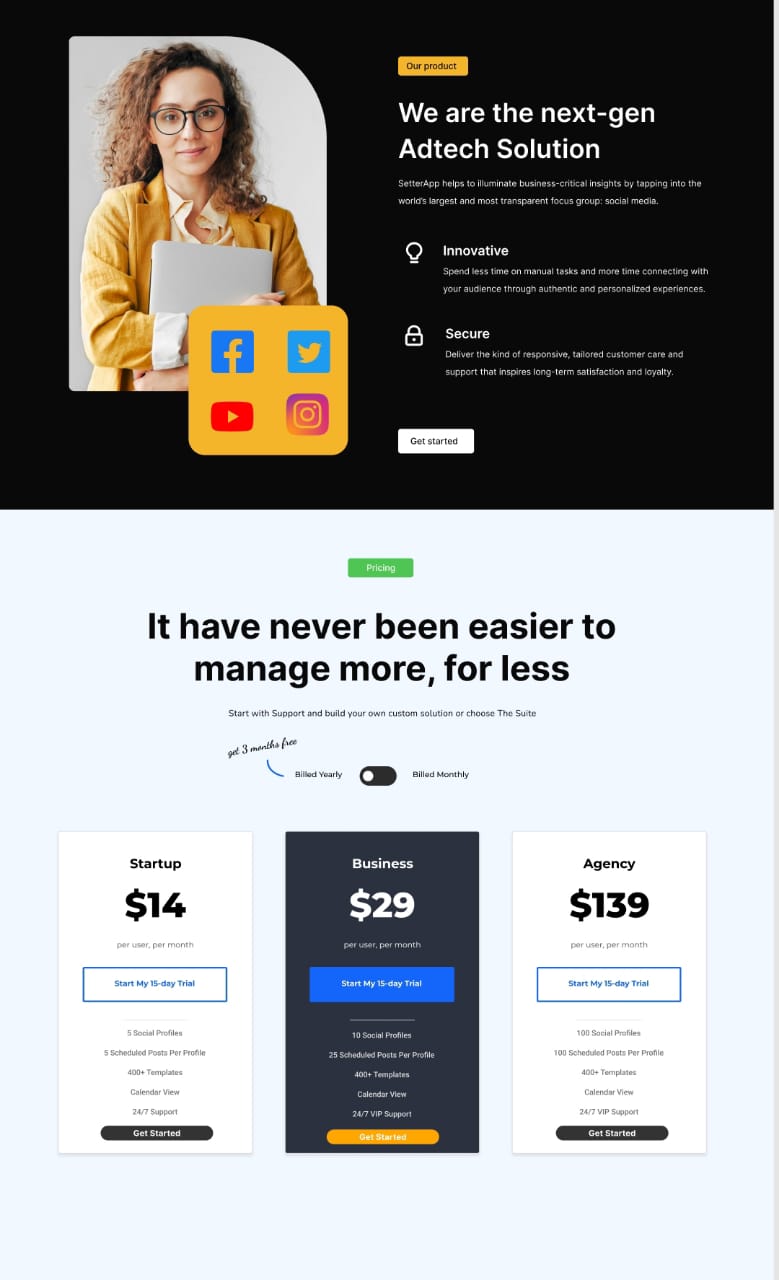 Our product
We are the next-gen
Adtech Solution
SetterApp helps to illuminate business-critical insights by tapping into the
world's largest and most transparent focus group: social media.
Innovative
Spend less time on manual tasks and more time connecting with
your audience through authentic and personalized experiences.
Secure
Deliver the kind of responsive, tailored customer care and
support that inspires long-term satisfaction and loyalty.
Get started
Pricing
It have never been easier to
manage more, for less
Start with Support and build your own custom solution or choose The Suite
get 3 months free
Billed Yearly
Billed Monthly
Startup
$14
per user, per month
Start My 15-day Trial
5 Social Profiles
5 Scheduled Posts Per Profile
400+ Templates
Calendar View
24/7 Support
Get Started
Business
$29
per user, per month
Start My 15-day Trial
10 Social Profiles
25 Scheduled Posts Per Profile
400+ Templates
Calendar View
24/7 VIP Support
Get Started
Agency
$139
per user, per month
Start My 15-day Trial
100 Social Profiles
100 Scheduled Posts Per Profile
400+ Templates
Calendar View
24/7 VIP Support
Get Started